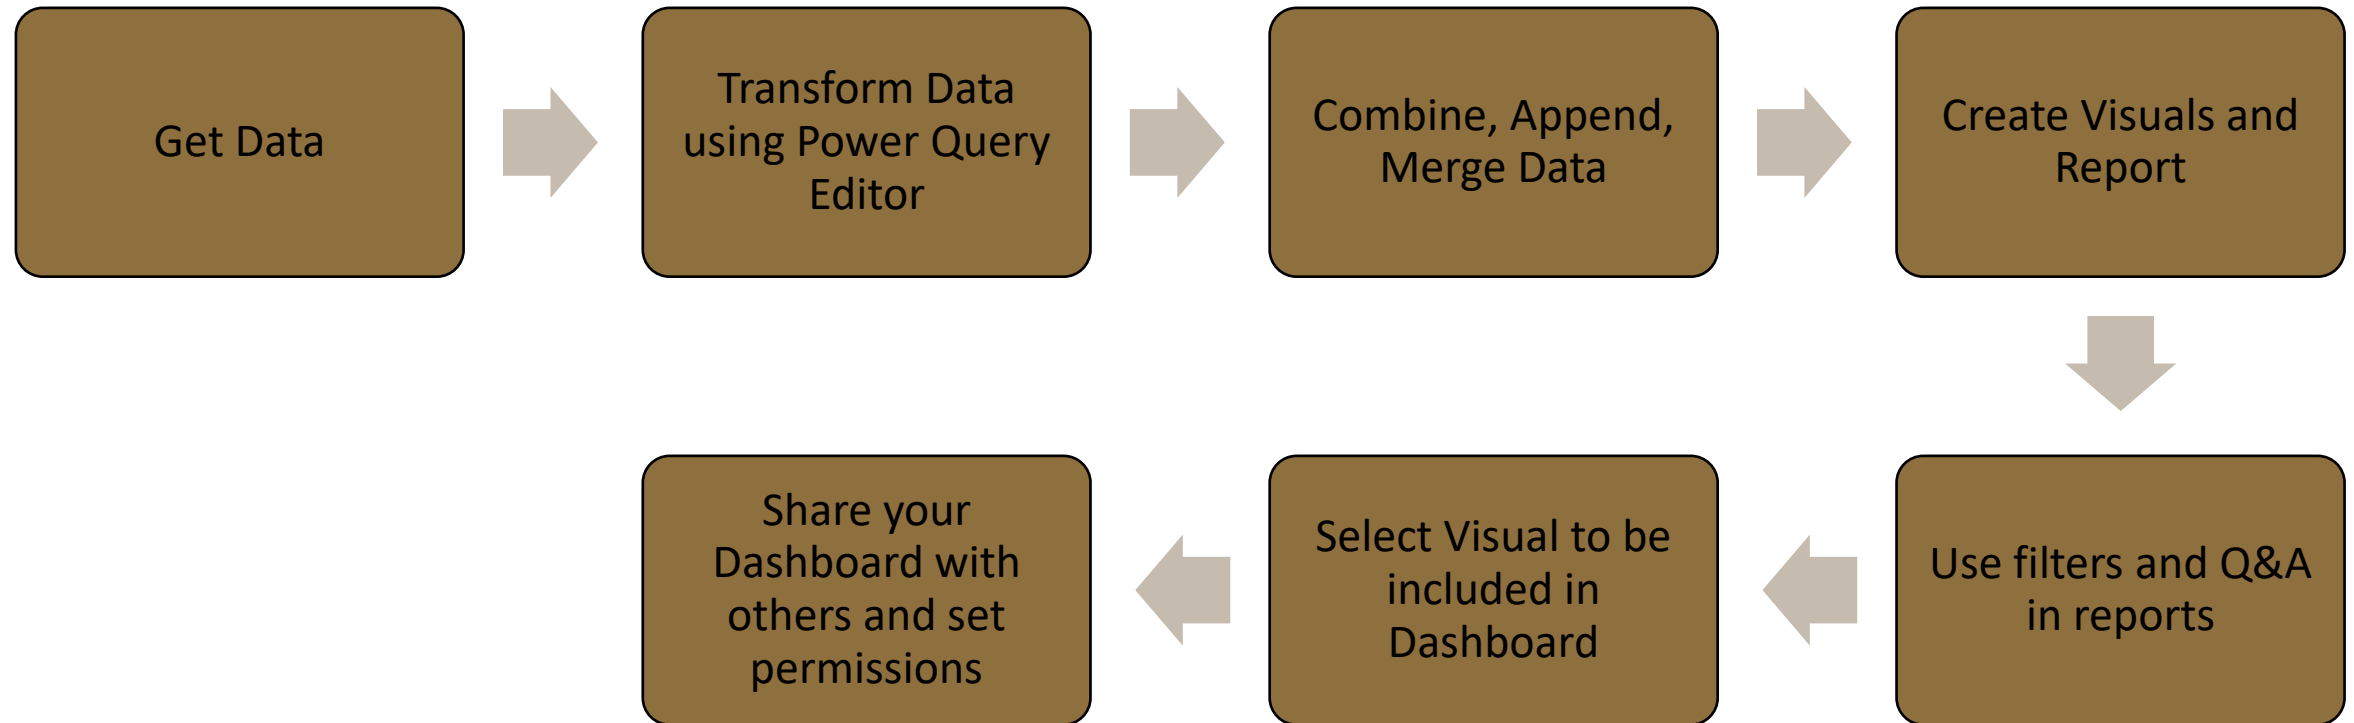 Get Data
Transform Data
using Power Query
Editor
Combine, Append,
Merge Data
Create Visuals and
Report
Use filters and Q&A
in reports
Select Visual to be
included in
Dashboard
Share your
Dashboard with
others and set
permissions